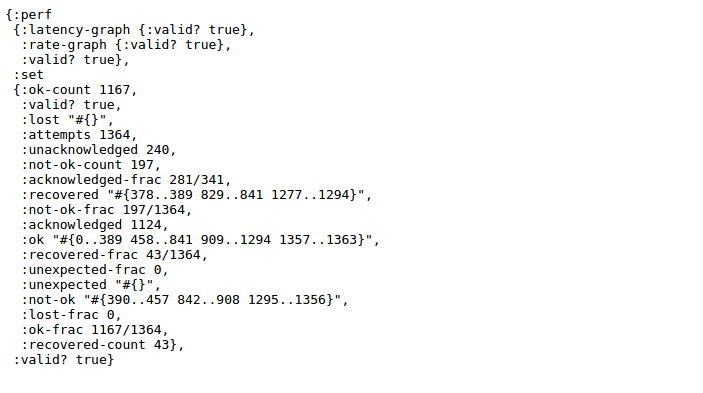 {:perf
 {:latency-graph {:valid? true},
  :rate-graph {:valid? true},
  :valid? true},
 :set
 {:ok-count 1167,
  :valid? true,
  :lost "#{}",
  :attempts 1364,
  :unacknowledged 240,
  :not-ok-count 197,
  :acknowledged-frac 281/341,
  :recovered "#{378..389 829..841 1277..1294}",
  :not-ok-frac 197/1364,
  :acknowledged 1124,
  :ok "#{0..389 458..841 909..1294 1357..1363}",
  :recovered-frac 43/1364,
  :unexpected-frac 0,
  :unexpected "#{}",
  :not-ok "#{390..457 842..908 1295..1356}",
  :lost-frac 0,
  :ok-frac 1167/1364,
  :recovered-count 43},
 :valid? true}